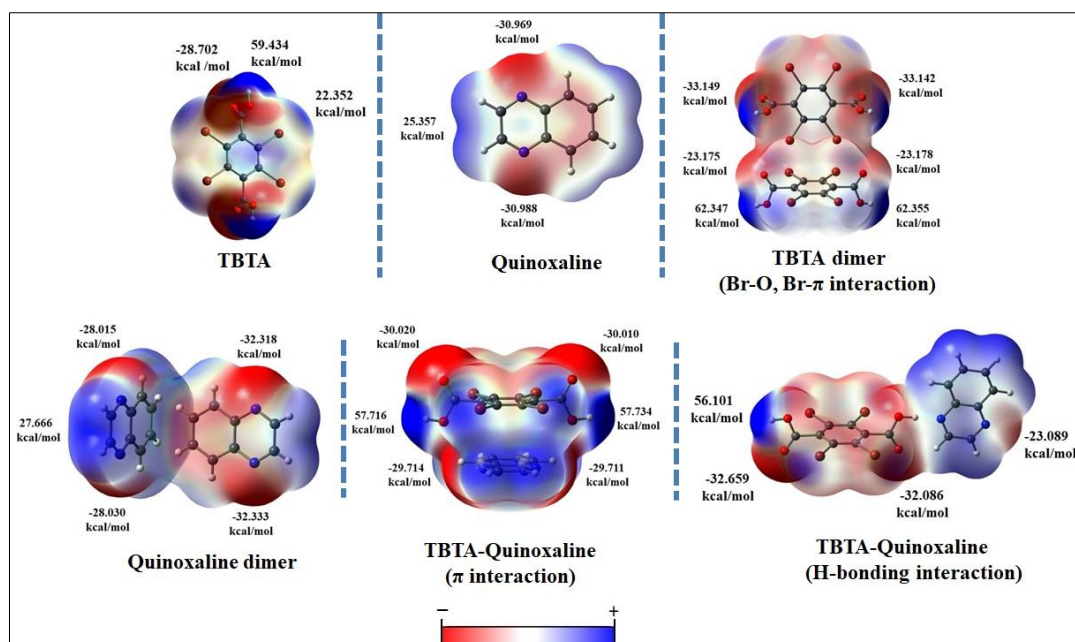 -28.702
kcal /mol
59.434
kcal/mol
22.352
kcal/mol
TBTA
-30.969
kcal/mol
25.357
kcal/mol
-30.988
kcal/mol
Quinoxaline
-33.149
kcal/mol
-33.142
kcal/mol
-23.175
kcal/mol
-23.178
kcal/mol
62.347
kcal/mol
62.355
kcal/mol
TBTA dimer
(Br-O, Br-π interaction)
-28.015
kcal/mol
-32.318
kcal/mol
27.666
kcal/mol
-28.030
kcal/mol
-32.333
kcal/mol
Quinoxaline dimer
-30.020
kcal/mol
-30.010
kcal/mol
57.716
kcal/mol
57.734
kcal/mol
-29.714
kcal/mol
-29.711
kcal/mol
TBTA-Quinoxaline
(π interaction)
56.101
kcal/mol
-23.089
kcal/mol
-32.659
kcal/mol
-32.086
kcal/mol
TBTA-Quinoxaline
(H-bonding interaction)
− +